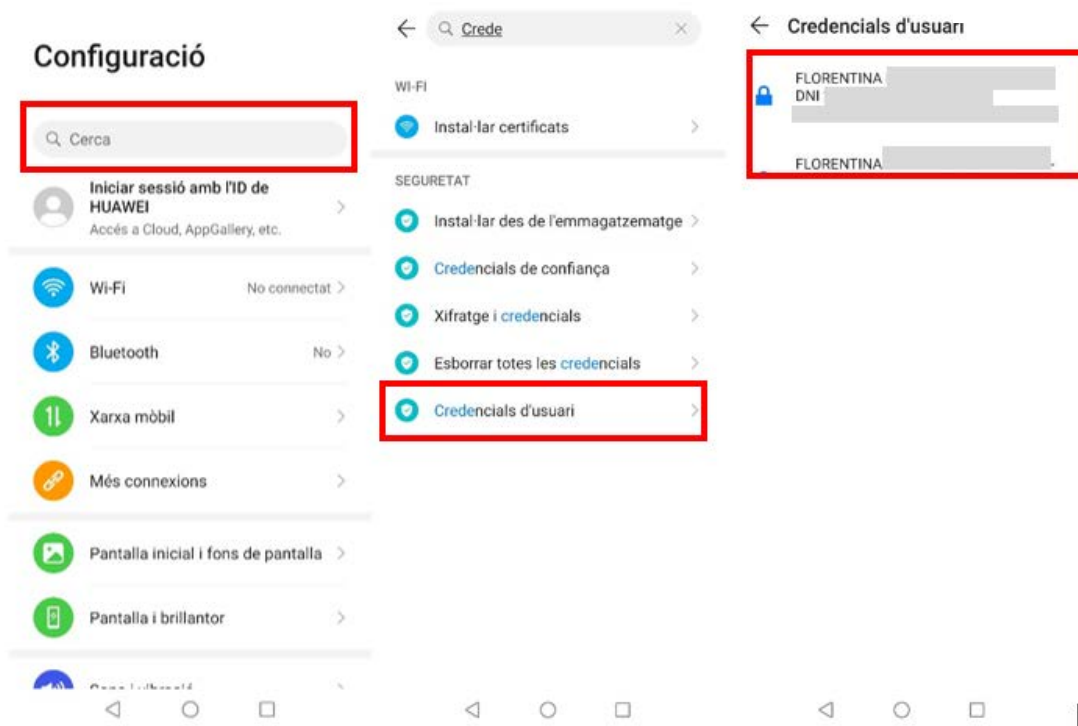 Configuració
Cerca
Iniciar sessió amb l'ID de
HUAWEI
Accés a Cloud, AppGallery, etc.
Wi-Fi
No connectat
Bluetooth
No
Xarxa mòbil
Més connexions
Pantalla inicial i fons de pantalla
Pantalla i brillantor
Crede
WI-FI
Instal·lar certificats
SEGURETAT
Instal·lar des de l'emmagatzematge
Credencials de confiança
Xifratge i credencials
Esborrar totes les credencials
Credencials d'usuari
Credencials d'usuari
FLORENTINA
DNI
FLORENTINA